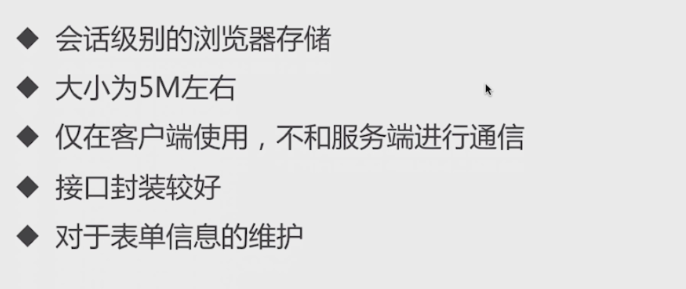 ◆ 会话级别的浏览器存储
◆ 大小为5M左右
◆ 仅在客户端使用，不和服务端进行通信
◆ 接口封装较好
◆ 对于表单信息的维护